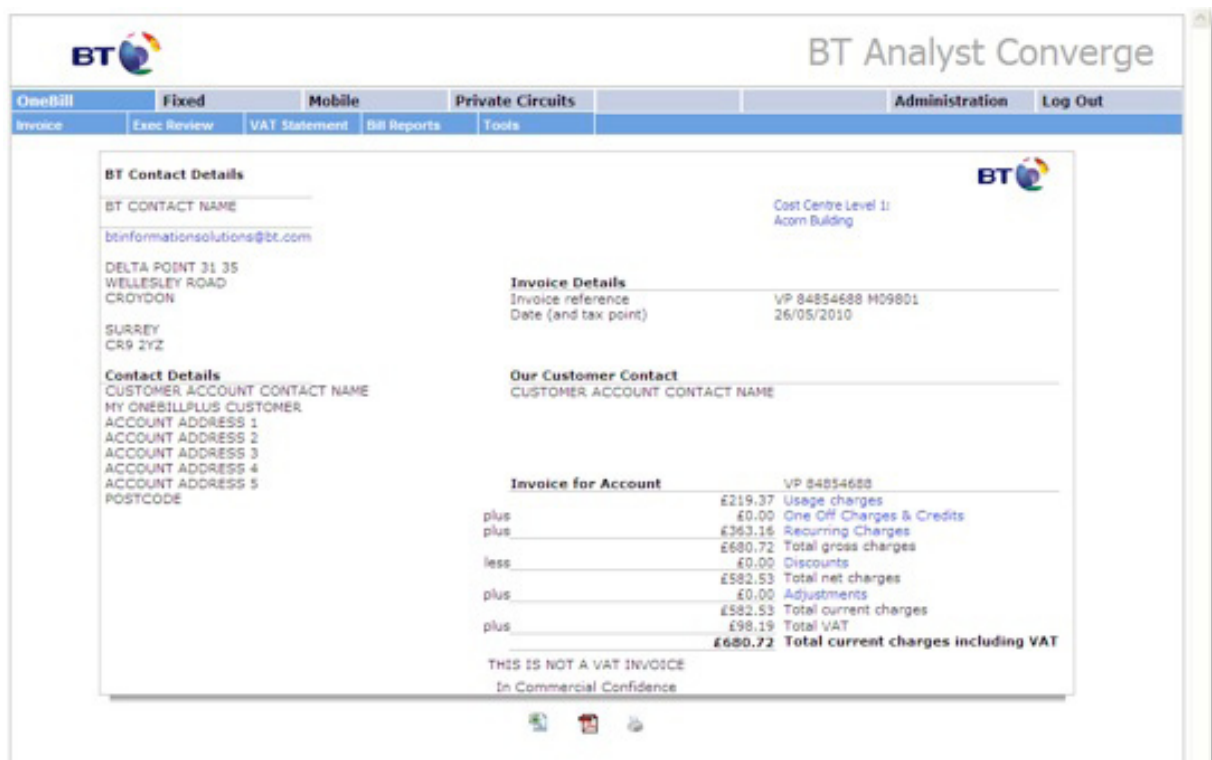 BT
BT Analyst Converge
OneBill Fixed Mobile Private Circuits Administration Log Out
Invoice Exec Review VAT Statement Bill Reports Tools
BT Contact Details
BT
BT CONTACT NAME
Cost Centre Level 1:
Acorn Building
btinformationsolutions@bt.com
DELTA POINT 31 35
WELLESLEY ROAD
CROYDON
SURREY
CR9 2YZ
Invoice Details
Invoice reference VP 84854688 M09801
Date (and tax point) 26/05/2010
Contact Details
CUSTOMER ACCOUNT CONTACT NAME
MY ONEBILLPLUS CUSTOMER
ACCOUNT ADDRESS 1
ACCOUNT ADDRESS 2
ACCOUNT ADDRESS 3
ACCOUNT ADDRESS 4
ACCOUNT ADDRESS 5
POSTCODE
Our Customer Contact
CUSTOMER ACCOUNT CONTACT NAME
Invoice for Account VP 84854688
£219.37 Usage charges
plus £0.00 One Off Charges & Credits
plus £363.16 Recurring Charges
£680.72 Total gross charges
less £0.00 Discounts
£582.53 Total net charges
plus £0.00 Adjustments
£582.53 Total current charges
plus £98.19 Total VAT
£680.72 Total current charges including VAT
THIS IS NOT A VAT INVOICE
In Commercial Confidence